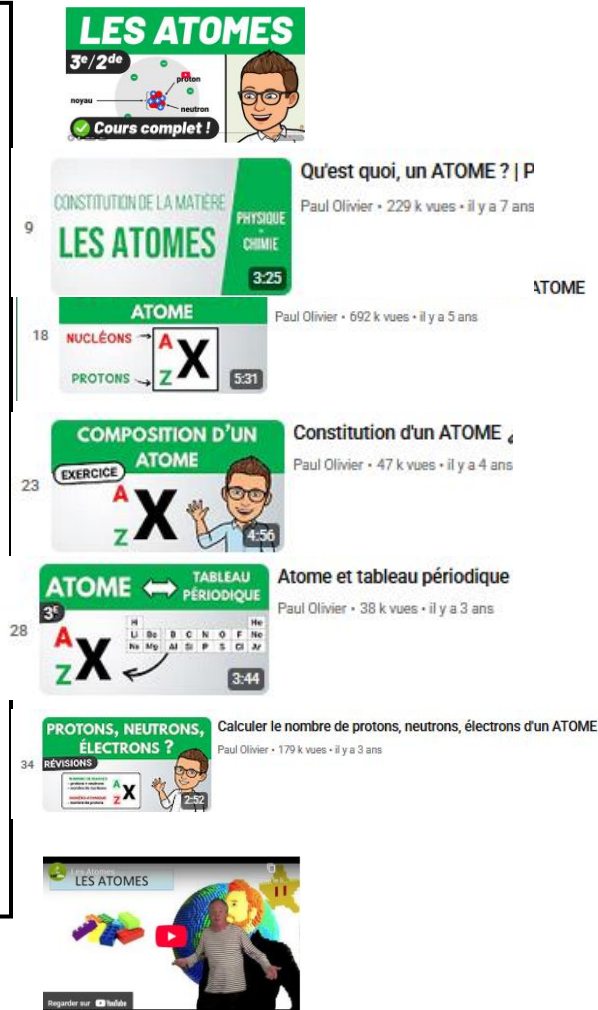 LES ATOMES
3e/2de
proton
noyau
neutron
Cours complet !
9
CONSTITUTION DE LA MATIÈRE
LES ATOMES
PHYSIQUE
-
CHIMIE
3:25
Qu'est quoi, un ATOME ? | P
Paul Olivier • 229 k vues • il y a 7 ans
ATOME
18
ATOME
NUCLÉONS
A
X
PROTONS
Z
5:31
Paul Olivier • 692 k vues • il y a 5 ans
23
COMPOSITION D'UN
ATOME
EXERCICE
A
X
Z
4:56
Constitution d'un ATOME
Paul Olivier • 47 k vues • il y a 4 ans
28
ATOME
TABLEAU
PÉRIODIQUE
3E
A
X
Z
H He
Li Be B C N O F Ne
Na Mg Al Si P S Cl Ar
3:44
Atome et tableau périodique
Paul Olivier • 38 k vues • il y a 3 ans
34
PROTONS, NEUTRONS,
ÉLECTRONS ?
RÉVISIONS
A
X
Z
2:52
Calculer le nombre de protons, neutrons, électrons d'un ATOME
Paul Olivier • 179 k vues • il y a 3 ans
Les Atomes
LES ATOMES
Regarder sur YouTube